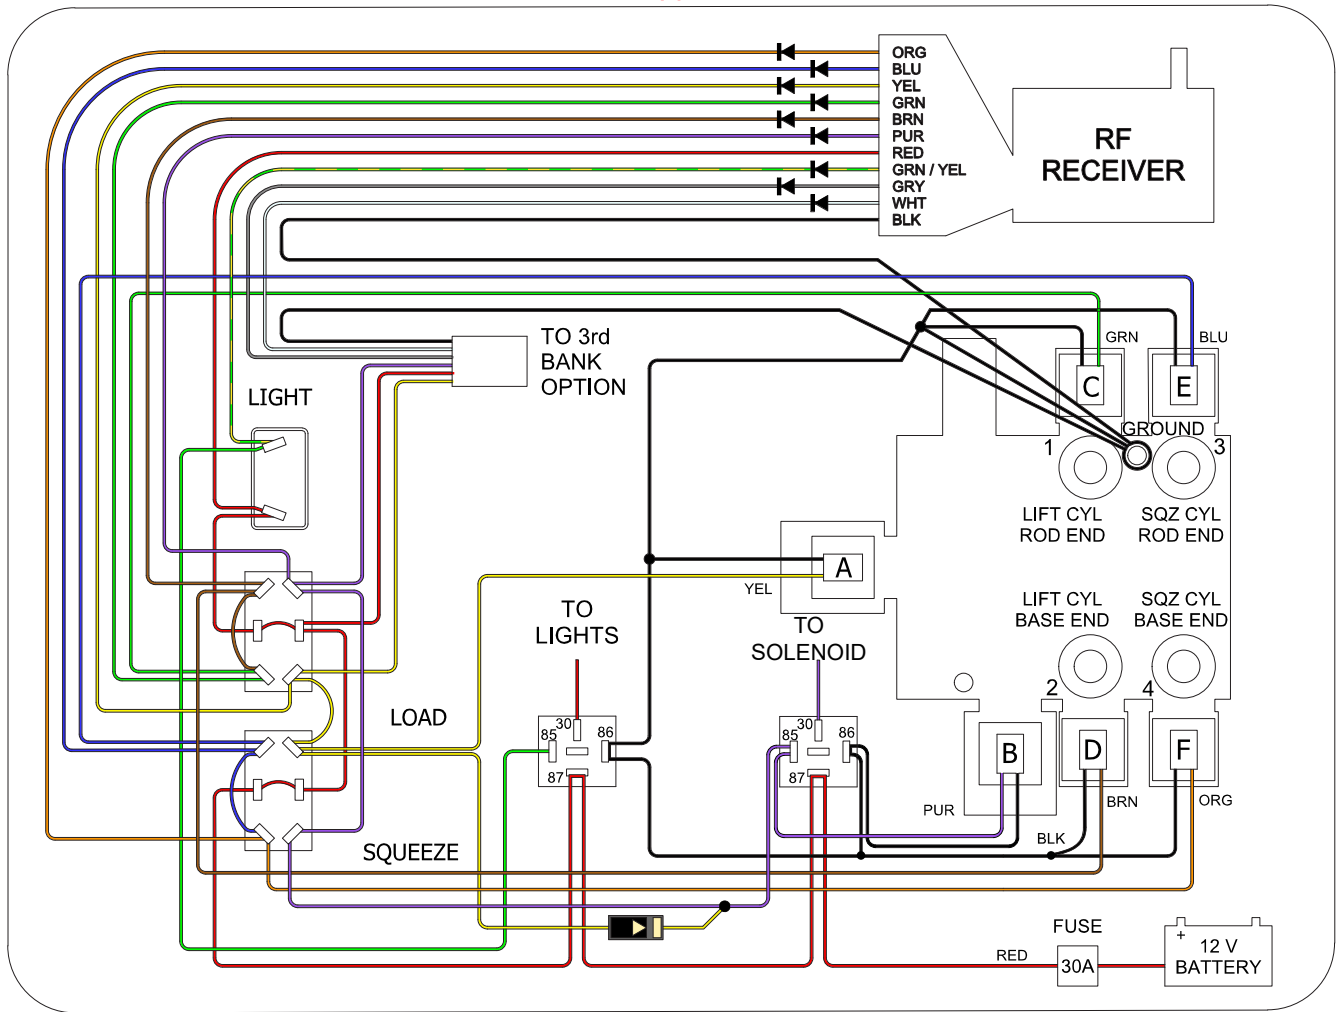 ORG
BLU
YEL
GRN
BRN
PUR
RED
GRN / YEL
GRY
WHT
BLK
RF
RECEIVER
TO 3rd
BANK
OPTION
LIGHT
GRN
BLU
C
E
GROUND
1
3
LIFT CYL
ROD END
SQZ CYL
ROD END
A
YEL
TO
LIGHTS
TO
SOLENOID
LIFT CYL
BASE END
SQZ CYL
BASE END
2
4
LOAD
30
85
86
87
30
85
86
87
B
D
F
PUR
BRN
ORG
BLK
SQUEEZE
FUSE
RED
30A
+
12 V
BATTERY